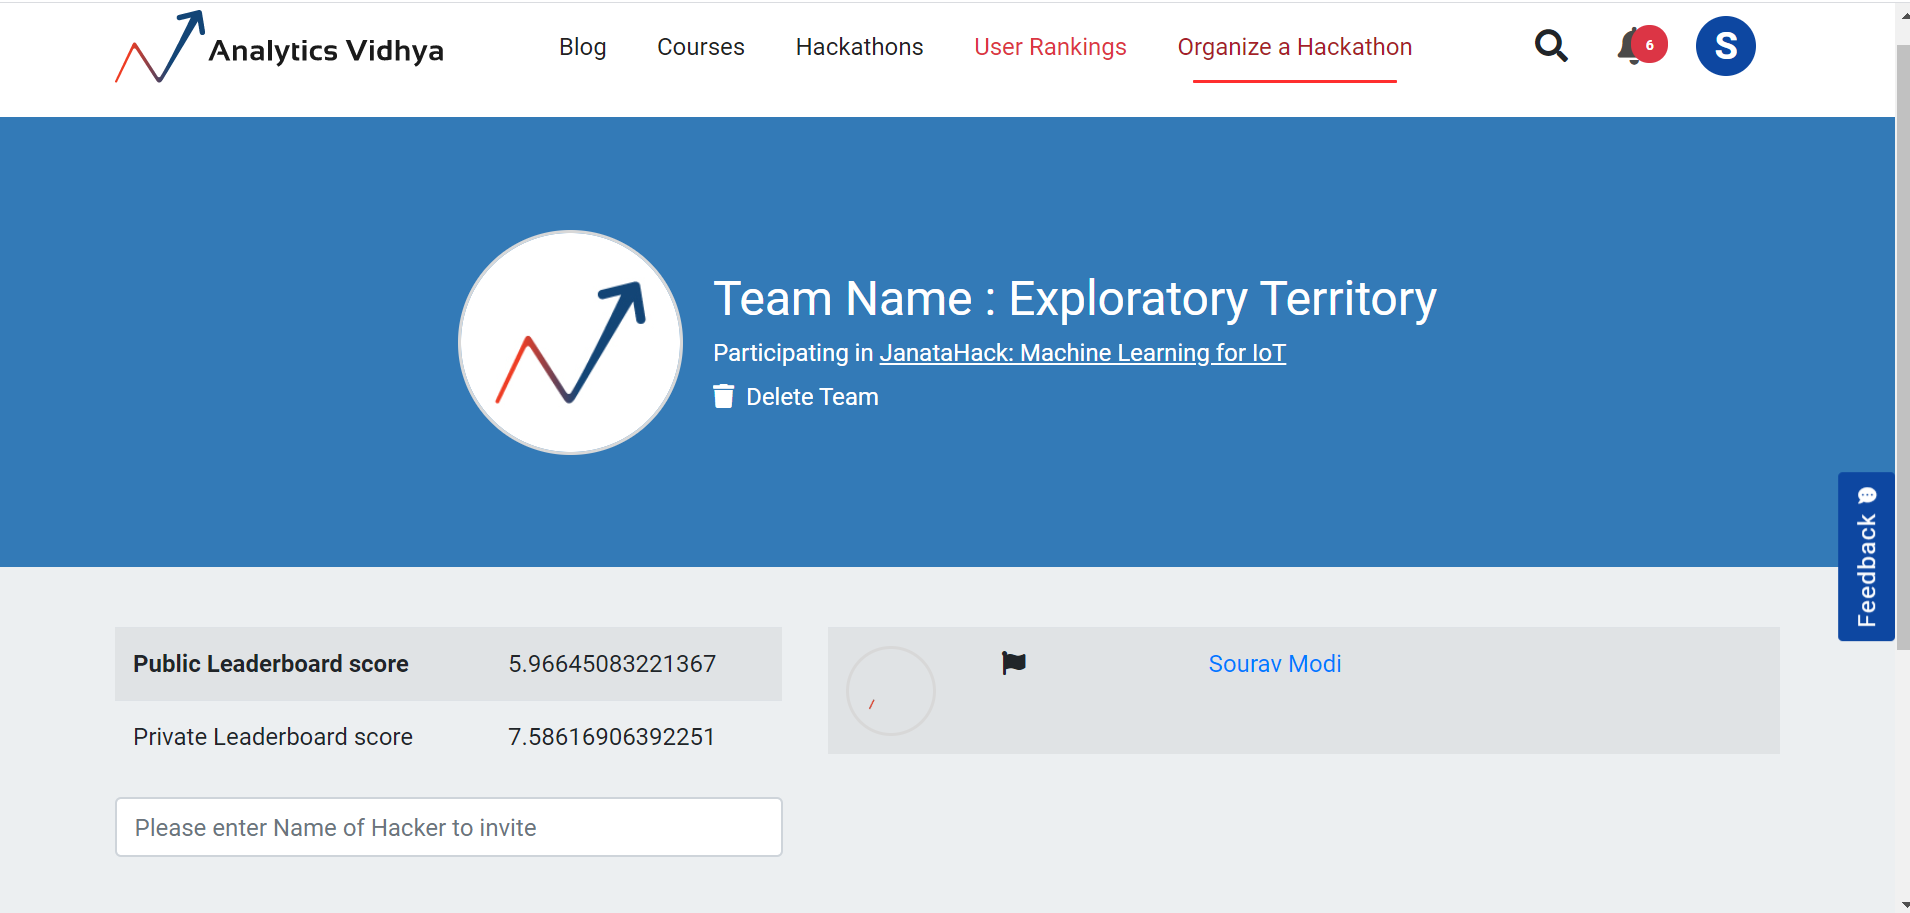 Analytics Vidhya
Blog Courses Hackathons User Rankings Organize a Hackathon 6 S
Team Name : Exploratory Territory
Participating in JanataHack: Machine Learning for IoT
Delete Team
Feedback
Public Leaderboard score 5.96645083221367
Private Leaderboard score 7.58616906392251
Sourav Modi
Please enter Name of Hacker to invite